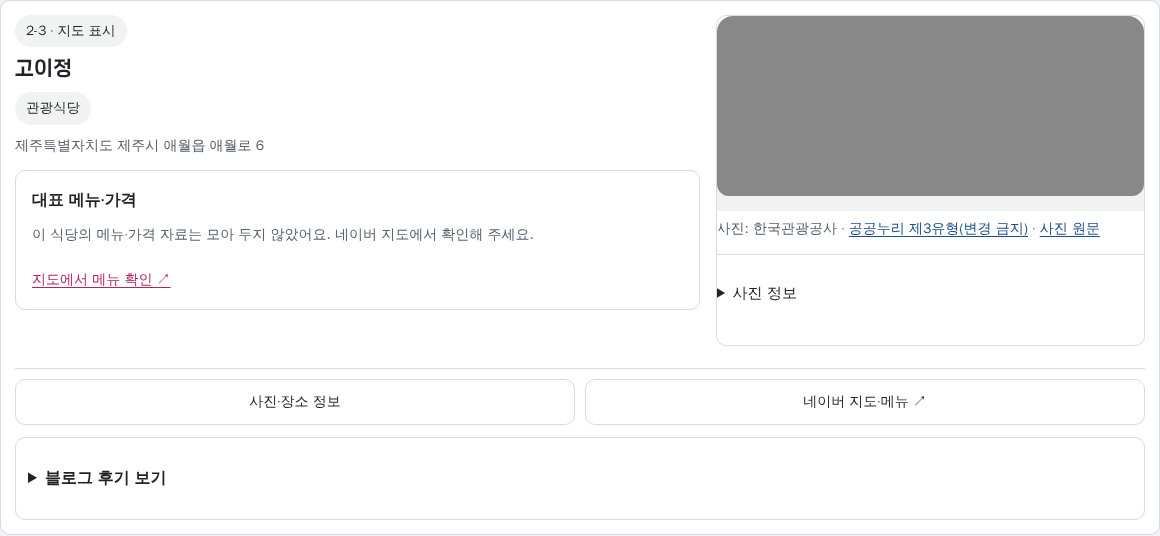 2-3 · 지도 표시
고이정
관광식당
제주특별자치도 제주시 애월읍 애월로 6
대표 메뉴·가격
이 식당의 메뉴·가격 자료는 모아 두지 않았어요. 네이버 지도에서 확인해 주세요.
지도에서 메뉴 확인 ↗
사진: 한국관광공사 · 공공누리 제3유형(변경 금지) · 사진 원문
▶ 사진 정보
사진·장소 정보
네이버 지도·메뉴 ↗
▶ 블로그 후기 보기